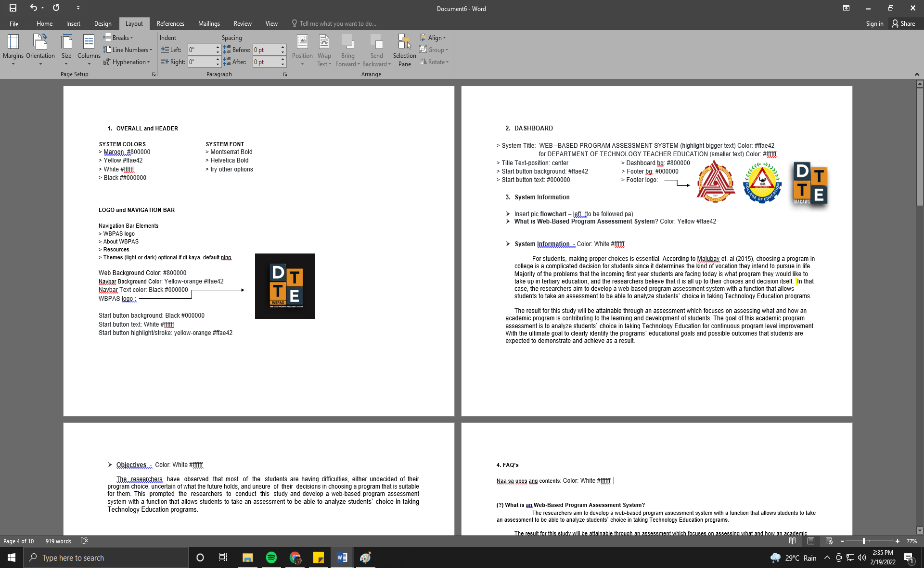 Document6 - Word
Sign in
Share
File
Home
Insert
Design
Layout
References
Mailings
Review
View
Tell me what you want to do...
Margins
Orientation
Size
Columns
Breaks
Line Numbers
Hyphenation
Page Setup
Indent
Left: 0"
Right: 0"
Spacing
Before: 0 pt
After: 0 pt
Paragraph
Position
Wrap Text
Bring Forward
Send Backward
Selection Pane
Align
Group
Rotate
Arrange
1. OVERALL and HEADER
SYSTEM COLORS
> Maroon #800000
> Yellow #ffae42
> White #ffffff
> Black ##000000
SYSTEM FONT
> Montserrat Bold
> Helvetica Bold
> try other options
LOGO and NAVIGATION BAR
Navigation Bar Elements
> WBPAS logo
> About WBPAS
> Resources
> Themes (light or dark) optional if di kaya, default nlng
Web Background Color: #800000
Navbar Background Color: Yellow-orange #ffae42
Navbar Text color: Black #000000
WBPAS logo :
DTTE
WBPAS
Start button background: Black #000000
Start button text: White #ffffff
Start button highlight/stroke: yellow-orange #ffae42
2. DASHBOARD
> System Title: WEB –BASED PROGRAM ASSESSMENT SYSTEM (highlight bigger text) Color: #ffae42
for DEPARTMENT OF TECHNOLOGY TEACHER EDUCATION (smaller text) Color: #ffffff
> Title Text-position: center
> Start button background: #ffae42
> Start button text: #000000
> Dashboard bg: #800000
> Footer bg: #000000
> Footer logo:
DTTE
WBPAS
3. System Information
➢ Insert pic flowchart – left (to be followed pa)
➢ What is Web-Based Program Assessment System? Color: Yellow #ffae42
➢ System Information - Color: White #ffffff
For students, making proper choices is essential. According to Malubay et. al (2015), choosing a program in
college is a complicated decision for students since it determines the kind of vocation they intend to pursue in life.
Majority of the problems that the incoming first year students are facing today is what program they would like to
take up in tertiary education, and the researchers believe that it is all up to their choices and decision itself. In that
case, the researchers aim to develop a web-based program assessment system with a function that allows
students to take an assessment to be able to analyze students` choice in taking Technology Education programs.
The result for this study will be attainable through an assessment which focuses on assessing what and how an
academic program is contributing to the learning and development of students. The goal of this academic program
assessment is to analyze students` choice in taking Technology Education for continuous program level improvement.
With the ultimate goal to clearly identify the programs` educational goals and possible outcomes that students are
expected to demonstrate and achieve as a result.
➢ Objectives - Color: White #ffffff
The researchers have observed that most of the students are having difficulties, either undecided of their
program choice, uncertain of what the future holds, and unsure of their decisions in choosing a program that is suitable
for them. This prompted the researchers to conduct this study and develop a web-based program assessment
system with a function that allows students to take an assessment to be able to analyze students` choice in taking
Technology Education programs.
4. FAQ's
Naa sa apos ang contents. Color: White #ffffff
(?) What is an Web-Based Program Assessment System?
The researchers aim to develop a web-based program assessment system with a function that allows students to take
an assessment to be able to analyze students` choice in taking Technology Education programs.
The result for this study will be attainable through an assessment which focuses on assessing what and how an academic
Page 4 of 10
919 words
77%
Type here to search
29°C Rain
2:35 PM
2/19/2022